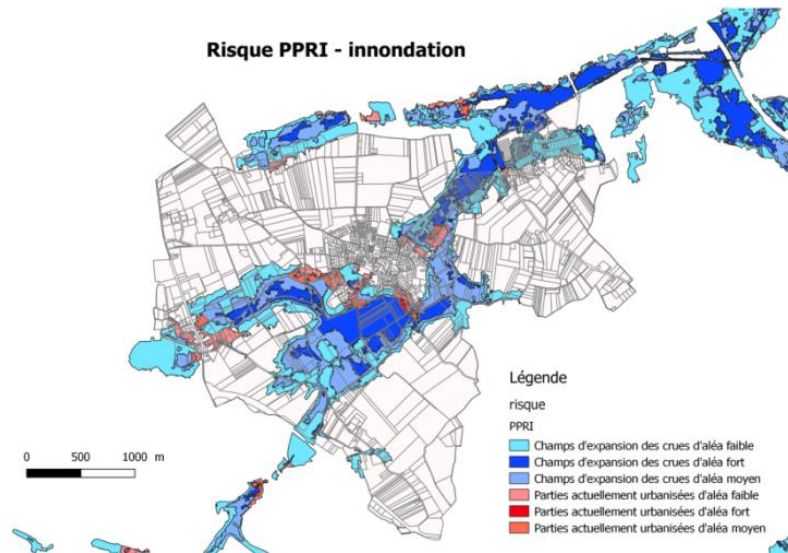 Risque PPRI - innondation
Légende
risque
PPRI
Champs d'expansion des crues d'aléa faible
Champs d'expansion des crues d'aléa fort
Champs d'expansion des crues d'aléa moyen
Parties actuellement urbanisées d'aléa faible
Parties actuellement urbanisées d'aléa fort
Parties actuellement urbanisées d'aléa moyen
0 500 1000 m